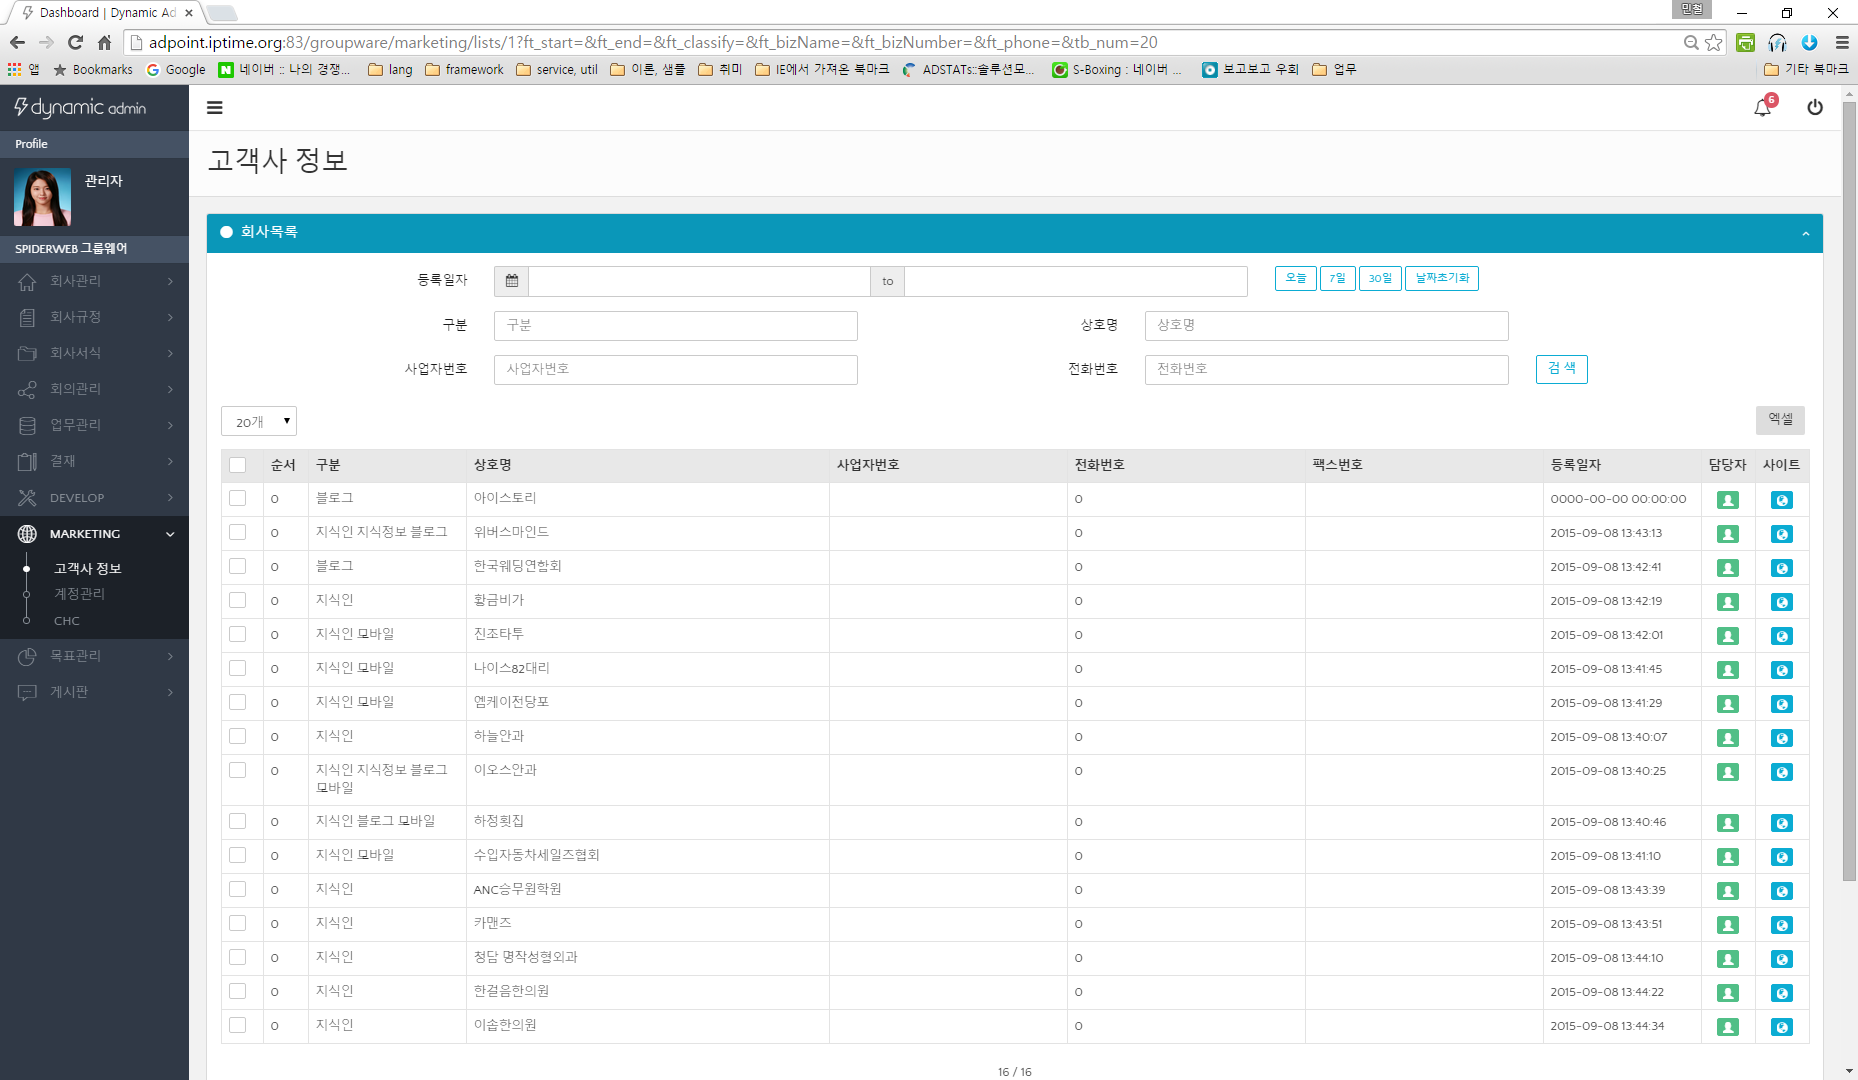 Dashboard | Dynamic Ad
민철
adpoint.iptime.org:83/groupware/marketing/lists/1?ft_start=&ft_end=&ft_classify=&ft_bizName=&ft_bizNumber=&ft_phone=&tb_num=20
앱 Bookmarks Google 네이버 :: 나의 경쟁... lang framework service, util 이론, 샘플 취미 IE에서 가져온 북마크 ADSTATs::솔루션모... S-Boxing : 네이버 ... 보고보고 우회 업무 기타 북마크
dynamic admin
6
Profile
관리자
SPIDERWEB 그룹웨어
회사관리
회사규정
회사서식
회의관리
업무관리
결재
DEVELOP
MARKETING
고객사 정보
계정관리
CHC
목표관리
게시판
고객사 정보
회사목록
등록일자 to 오늘 7일 30일 날짜초기화
구분 구분 상호명 상호명
사업자번호 사업자번호 전화번호 전화번호 검 색
20개 엑셀
순서 구분 상호명 사업자번호 전화번호 팩스번호 등록일자 담당자 사이트
0 블로그 아이스토리 0 0000-00-00 00:00:00
0 지식인 지식정보 블로그 위버스마인드 0 2015-09-08 13:43:13
0 블로그 한국웨딩연합회 0 2015-09-08 13:42:41
0 지식인 황금비가 0 2015-09-08 13:42:19
0 지식인 모바일 진조타투 0 2015-09-08 13:42:01
0 지식인 모바일 나이스82대리 0 2015-09-08 13:41:45
0 지식인 모바일 엠케이전당포 0 2015-09-08 13:41:29
0 지식인 하늘안과 0 2015-09-08 13:40:07
0 지식인 지식정보 블로그 이오스안과 0 2015-09-08 13:40:25
모바일
0 지식인 블로그 모바일 하정횟집 0 2015-09-08 13:40:46
0 지식인 모바일 수입자동차세일즈협회 0 2015-09-08 13:41:10
0 지식인 ANC승무원학원 0 2015-09-08 13:43:39
0 지식인 카맨즈 0 2015-09-08 13:43:51
0 지식인 청담 명작성형외과 0 2015-09-08 13:44:10
0 지식인 한걸음한의원 0 2015-09-08 13:44:22
0 지식인 이솝한의원 0 2015-09-08 13:44:34
16 / 16